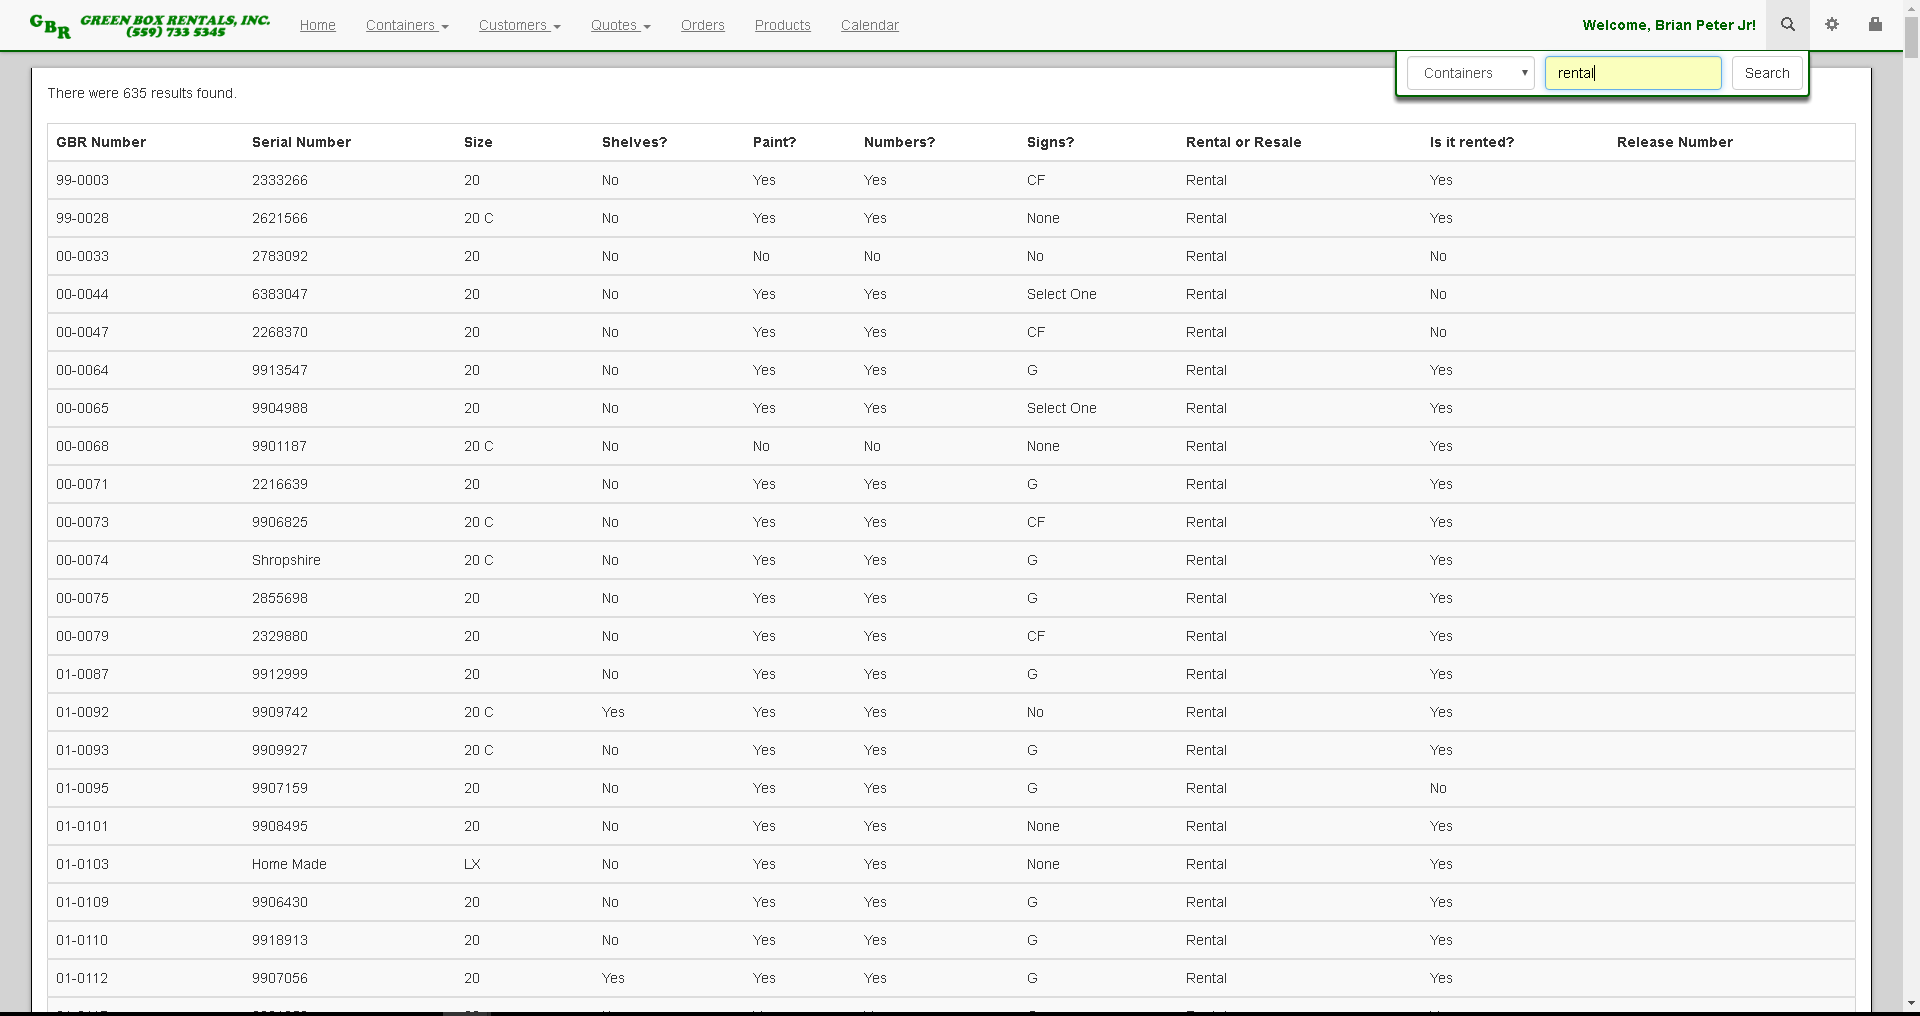 GBR GREEN BOX RENTALS, INC.
(559) 733 5345
Home Containers Customers Quotes Orders Products Calendar Welcome, Brian Peter Jr!
Containers rental Search
There were 635 results found.
GBR Number Serial Number Size Shelves? Paint? Numbers? Signs? Rental or Resale Is it rented? Release Number
99-0003 2333266 20 No Yes Yes CF Rental Yes
99-0028 2621566 20 C No Yes Yes None Rental Yes
00-0033 2783092 20 No No No No Rental No
00-0044 6383047 20 No Yes Yes Select One Rental No
00-0047 2268370 20 No Yes Yes CF Rental No
00-0064 9913547 20 No Yes Yes G Rental Yes
00-0065 9904988 20 No Yes Yes Select One Rental Yes
00-0068 9901187 20 C No No No None Rental Yes
00-0071 2216639 20 No Yes Yes G Rental Yes
00-0073 9906825 20 C No Yes Yes CF Rental Yes
00-0074 Shropshire 20 C No Yes Yes G Rental Yes
00-0075 2855698 20 No Yes Yes G Rental Yes
00-0079 2329880 20 No Yes Yes CF Rental Yes
01-0087 9912999 20 No Yes Yes G Rental Yes
01-0092 9909742 20 C Yes Yes Yes No Rental Yes
01-0093 9909927 20 C No Yes Yes G Rental Yes
01-0095 9907159 20 No Yes Yes G Rental No
01-0101 9908495 20 No Yes Yes None Rental Yes
01-0103 Home Made LX No Yes Yes None Rental Yes
01-0109 9906430 20 No Yes Yes G Rental Yes
01-0110 9918913 20 No Yes Yes G Rental Yes
01-0112 9907056 20 Yes Yes Yes G Rental Yes